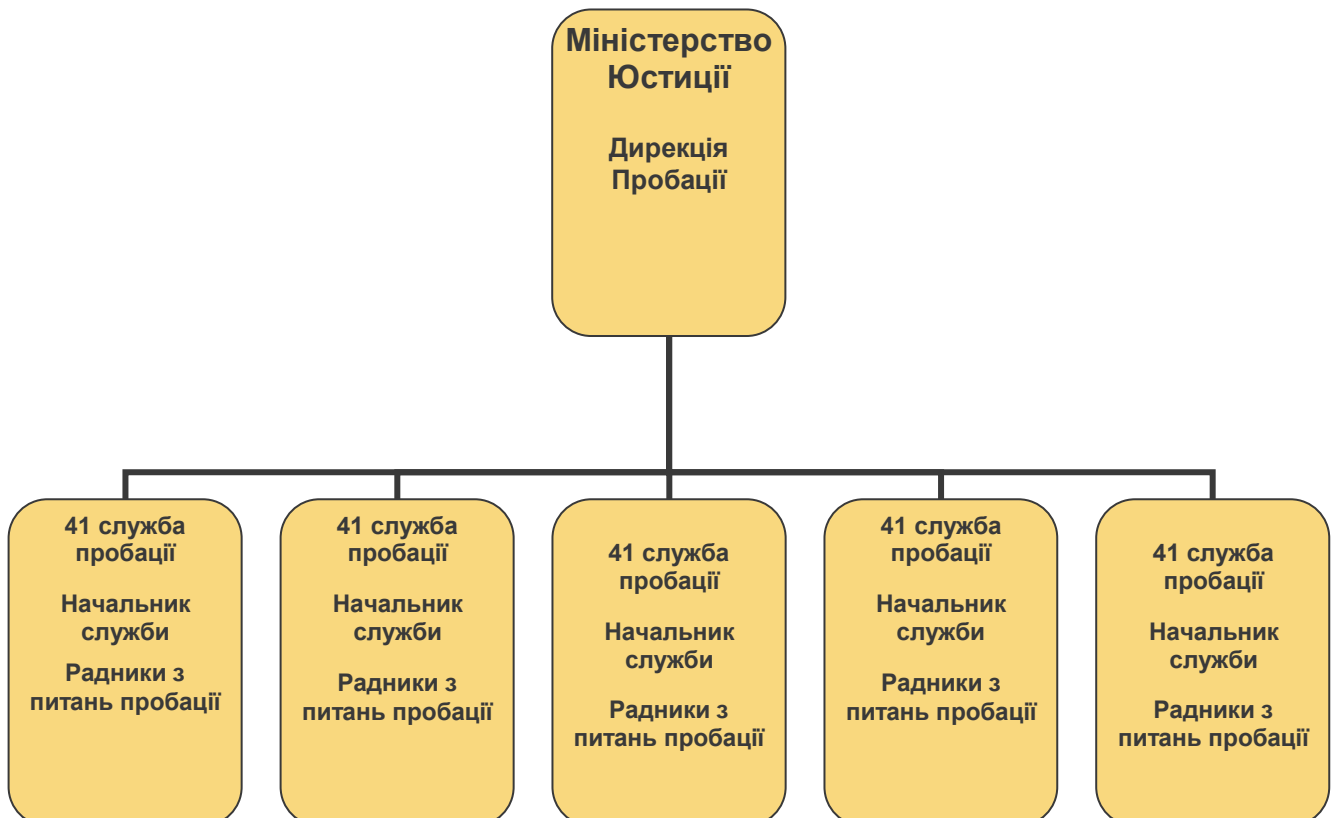 Міністерство
Юстиції
Дирекція
Пробації
41 служба
пробації
Начальник
служби
Радники з
питань пробації
41 служба
пробації
Начальник
служби
Радники з
питань пробації
41 служба
пробації
Начальник
служби
Радники з
питань пробації
41 служба
пробації
Начальник
служби
Радники з
питань пробації
41 служба
пробації
Начальник
служби
Радники з
питань пробації